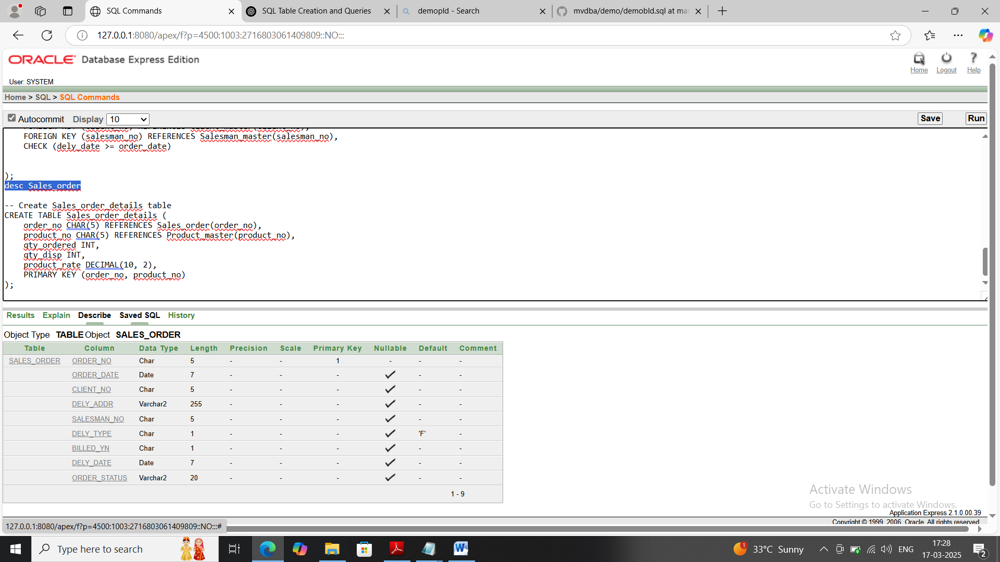 SQL Commands
SQL Table Creation and Queries
demopld - Search
mvdba/demo/demobld.sql at mas
127.0.0.1:8080/apex/f?p=4500:1003:2716803061409809::NO:::
ORACLE Database Express Edition
Home Logout Help
User: SYSTEM
Home > SQL > SQL Commands
Autocommit Display 10 Save Run
FOREIGN KEY (salesman_no) REFERENCES Salesman_master(salesman_no),
CHECK (dely_date >= order_date)
);
desc Sales_order
-- Create Sales_order_details table
CREATE TABLE Sales_order_details (
order_no CHAR(5) REFERENCES Sales_order(order_no),
product_no CHAR(5) REFERENCES Product_master(product_no),
qty_ordered INT,
qty_disp INT,
product_rate DECIMAL(10, 2),
PRIMARY KEY (order_no, product_no)
);
Results Explain Describe Saved SQL History
Object Type TABLE Object SALES_ORDER
Table Column Data Type Length Precision Scale Primary Key Nullable Default Comment
SALES_ORDER ORDER_NO Char 5 - - 1 - - -
ORDER_DATE Date 7 - - - - -
CLIENT_NO Char 5 - - - - -
DELY_ADDR Varchar2 255 - - - - -
SALESMAN_NO Char 5 - - - - -
DELY_TYPE Char 1 - - - 'F' -
BILLED_YN Char 1 - - - - -
DELY_DATE Date 7 - - - - -
ORDER_STATUS Varchar2 20 - - - - -
1 - 9
Activate Windows
Go to Settings to activate Windows.
Application Express 2.1.0.00.39
Copyright © 1999, 2006, Oracle. All rights reserved.
127.0.0.1:8080/apex/f?p=4500:1003:2716803061409809::NO:::#
Type here to search
1
33°C Sunny
ENG
17:28
17-03-2025
2